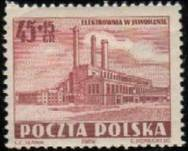 ELEKTROWNIA W JAWORZNIE
45+15
GR
POCZTA POLSKA